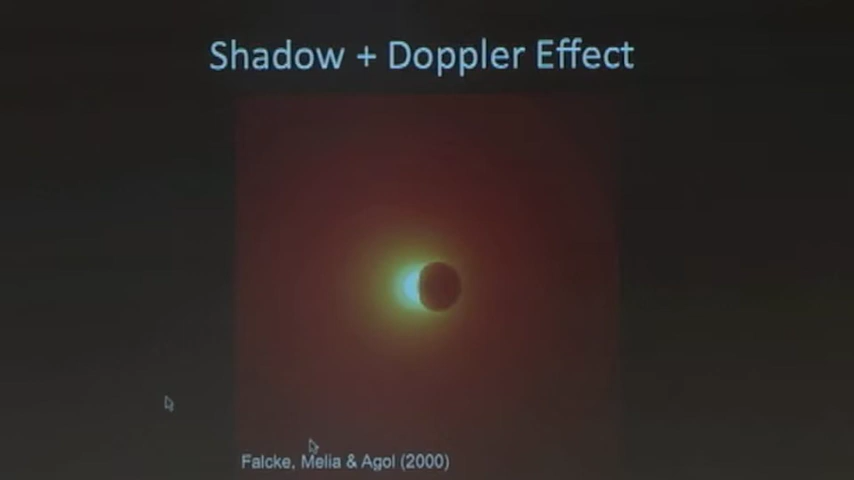 Shadow + Doppler Effect
Falcke, Melia & Agol (2000)